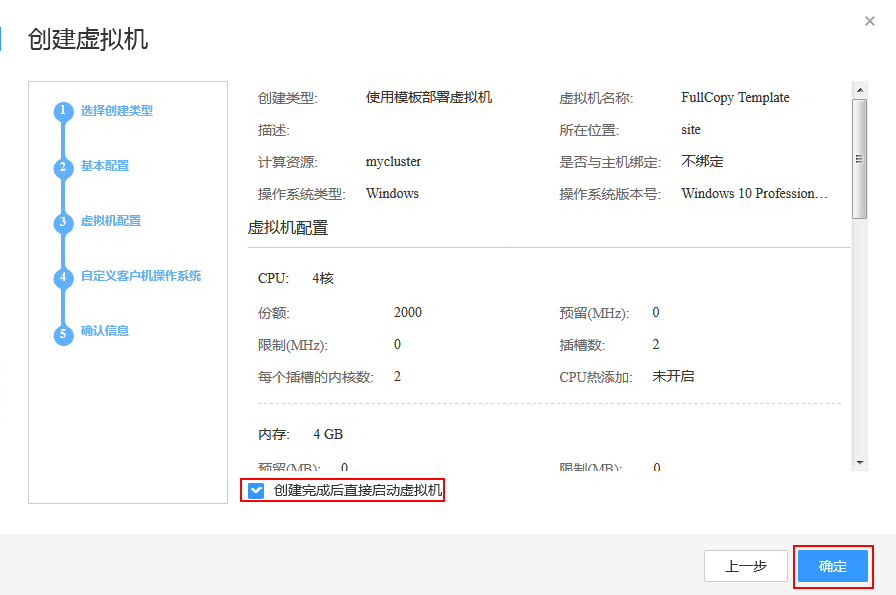 创建虚拟机
×
1 选择创建类型
2 基本配置
3 虚拟机配置
4 自定义客户机操作系统
5 确认信息
创建类型: 使用模板部署虚拟机 虚拟机名称: FullCopy Template
描述: 所在位置: site
计算资源: mycluster 是否与主机绑定: 不绑定
操作系统类型: Windows 操作系统版本号: Windows 10 Profession…
虚拟机配置
CPU: 4核
份额: 2000 预留(MHz): 0
限制(MHz): 0 插槽数: 2
每个插槽的内核数: 2 CPU热添加: 未开启
内存: 4 GB
预留(MB): 0 限制(MB): 0
创建完成后直接启动虚拟机
上一步 确定